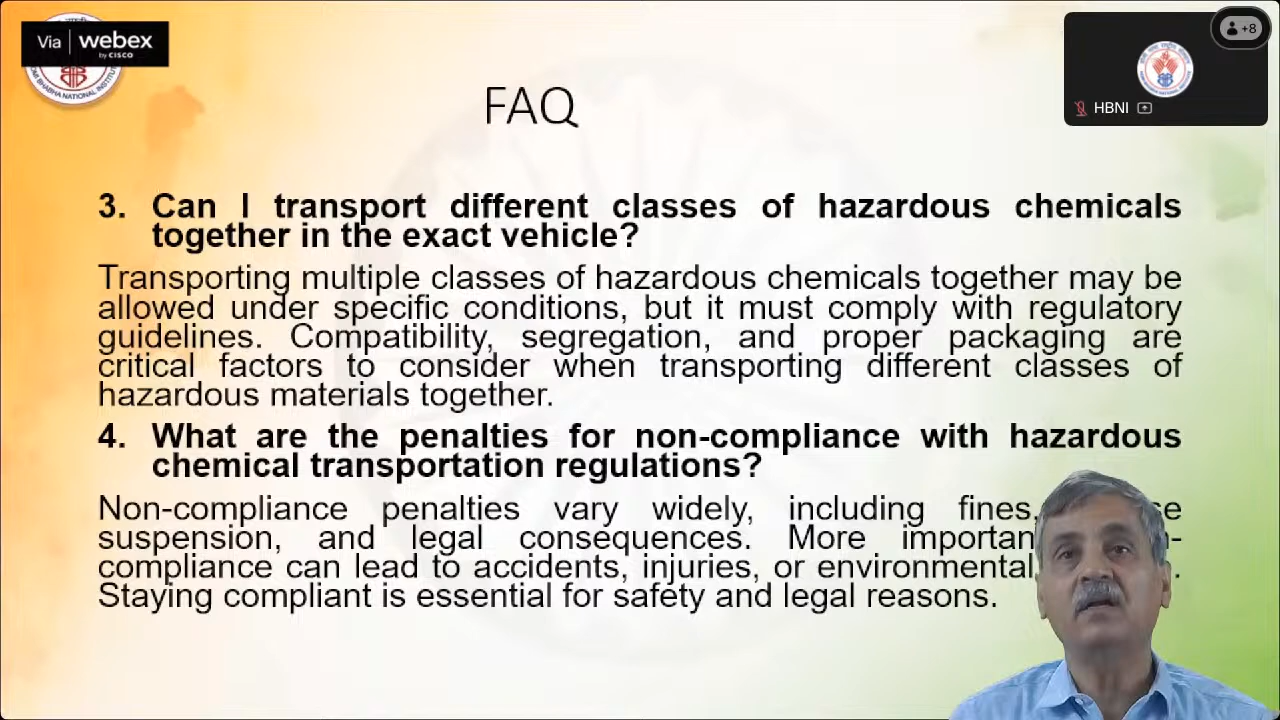 Via webex
by CISCO
+8
HBNI
FAQ
3. Can I transport different classes of hazardous chemicals
together in the exact vehicle?
Transporting multiple classes of hazardous chemicals together may be
allowed under specific conditions, but it must comply with regulatory
guidelines. Compatibility, segregation, and proper packaging are
critical factors to consider when transporting different classes of
hazardous materials together.
4. What are the penalties for non-compliance with hazardous
chemical transportation regulations?
Non-compliance penalties vary widely, including fines,
suspension, and legal consequences. More
compliance can lead to accidents, injuries, or environmental
Staying compliant is essential for safety and legal reasons.